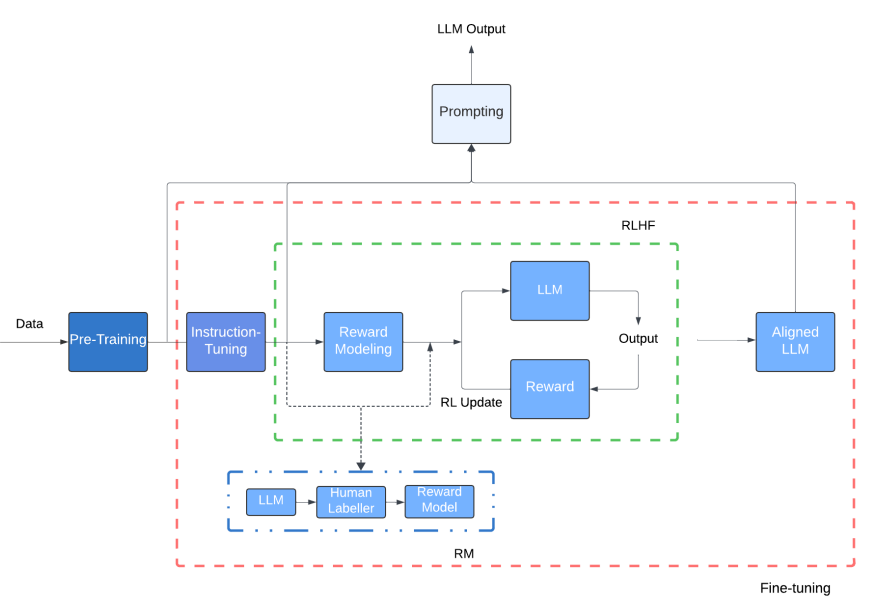 LLM Output
Prompting
RLHF
LLM
Data
Pre-Training
Instruction-
Tuning
Reward
Modeling
Output
Aligned
LLM
Reward
RL Update
LLM
Human
Labeller
Reward
Model
RM
Fine-tuning